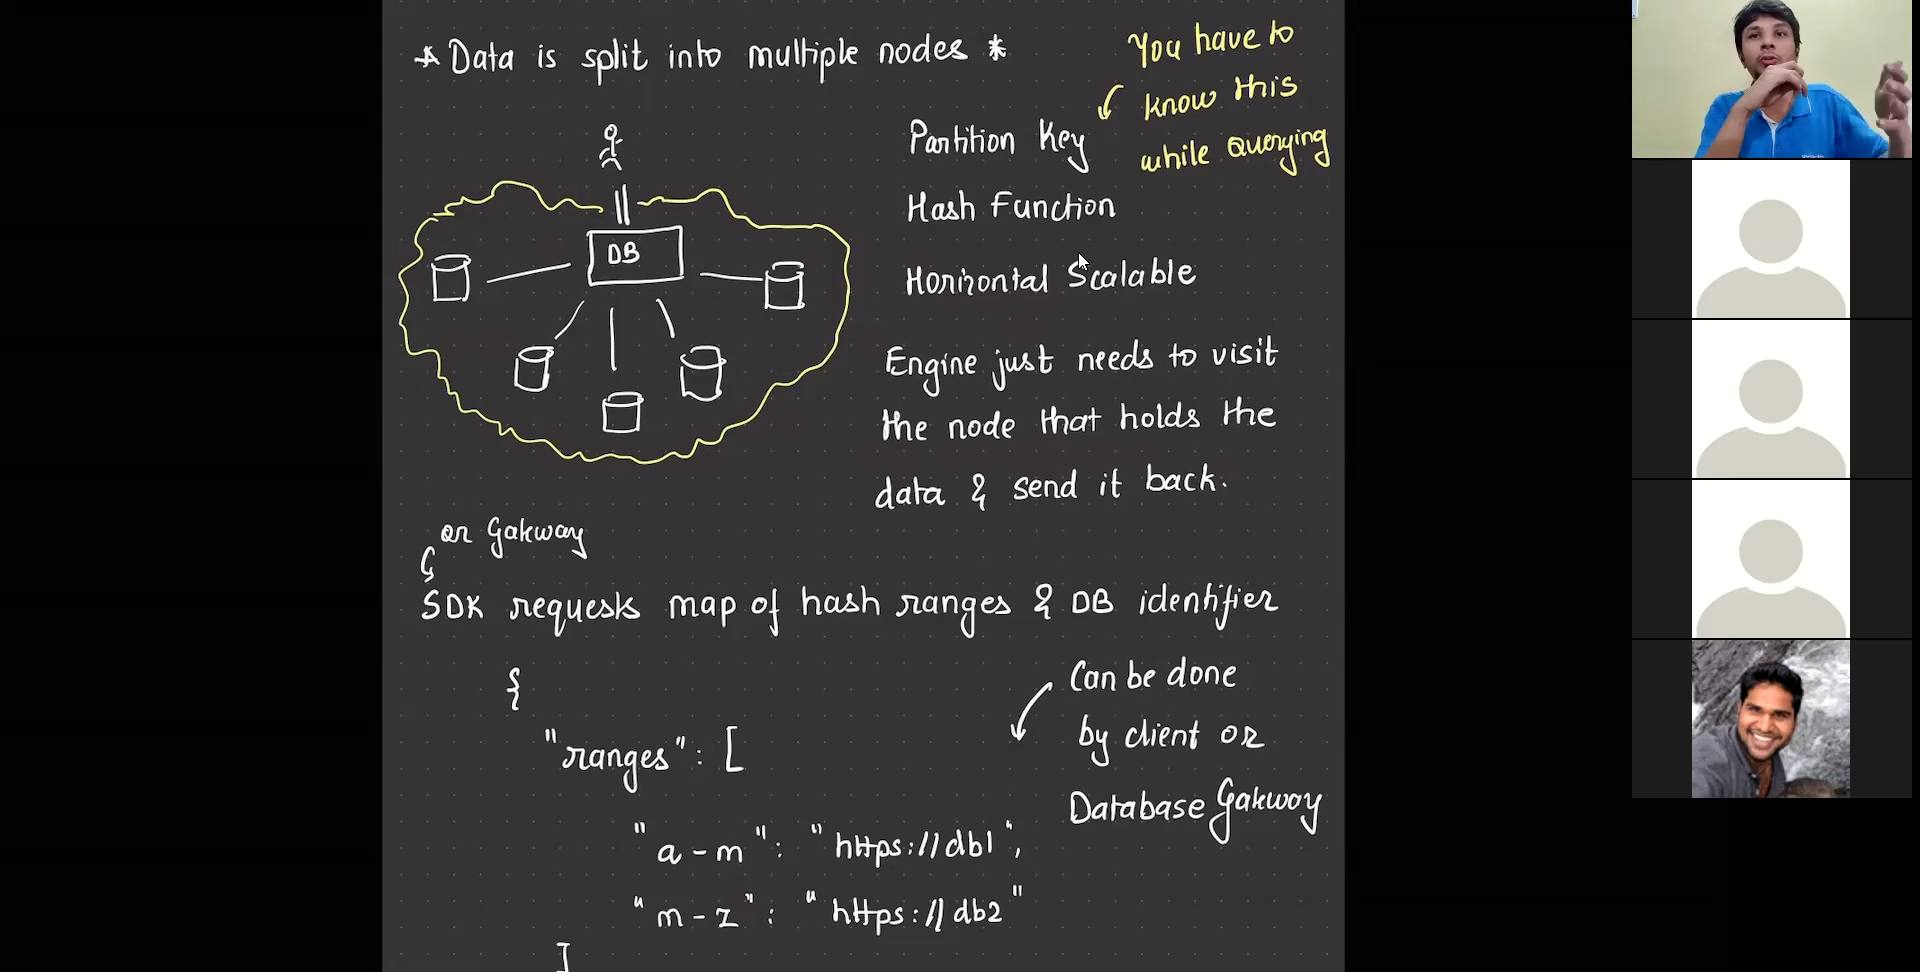 * Data is split into multiple nodes *
You have to
know this
while querying
Partition Key
Hash Function
Horizontal Scalable
DB
Engine just needs to visit
the node that holds the
data & send it back.
or Gateway
SDK requests map of hash ranges & DB identifier
{
"ranges": [
Can be done
by client or
Database Gateway
"a-m": "https://db1",
"m-z": "https://db2"
]